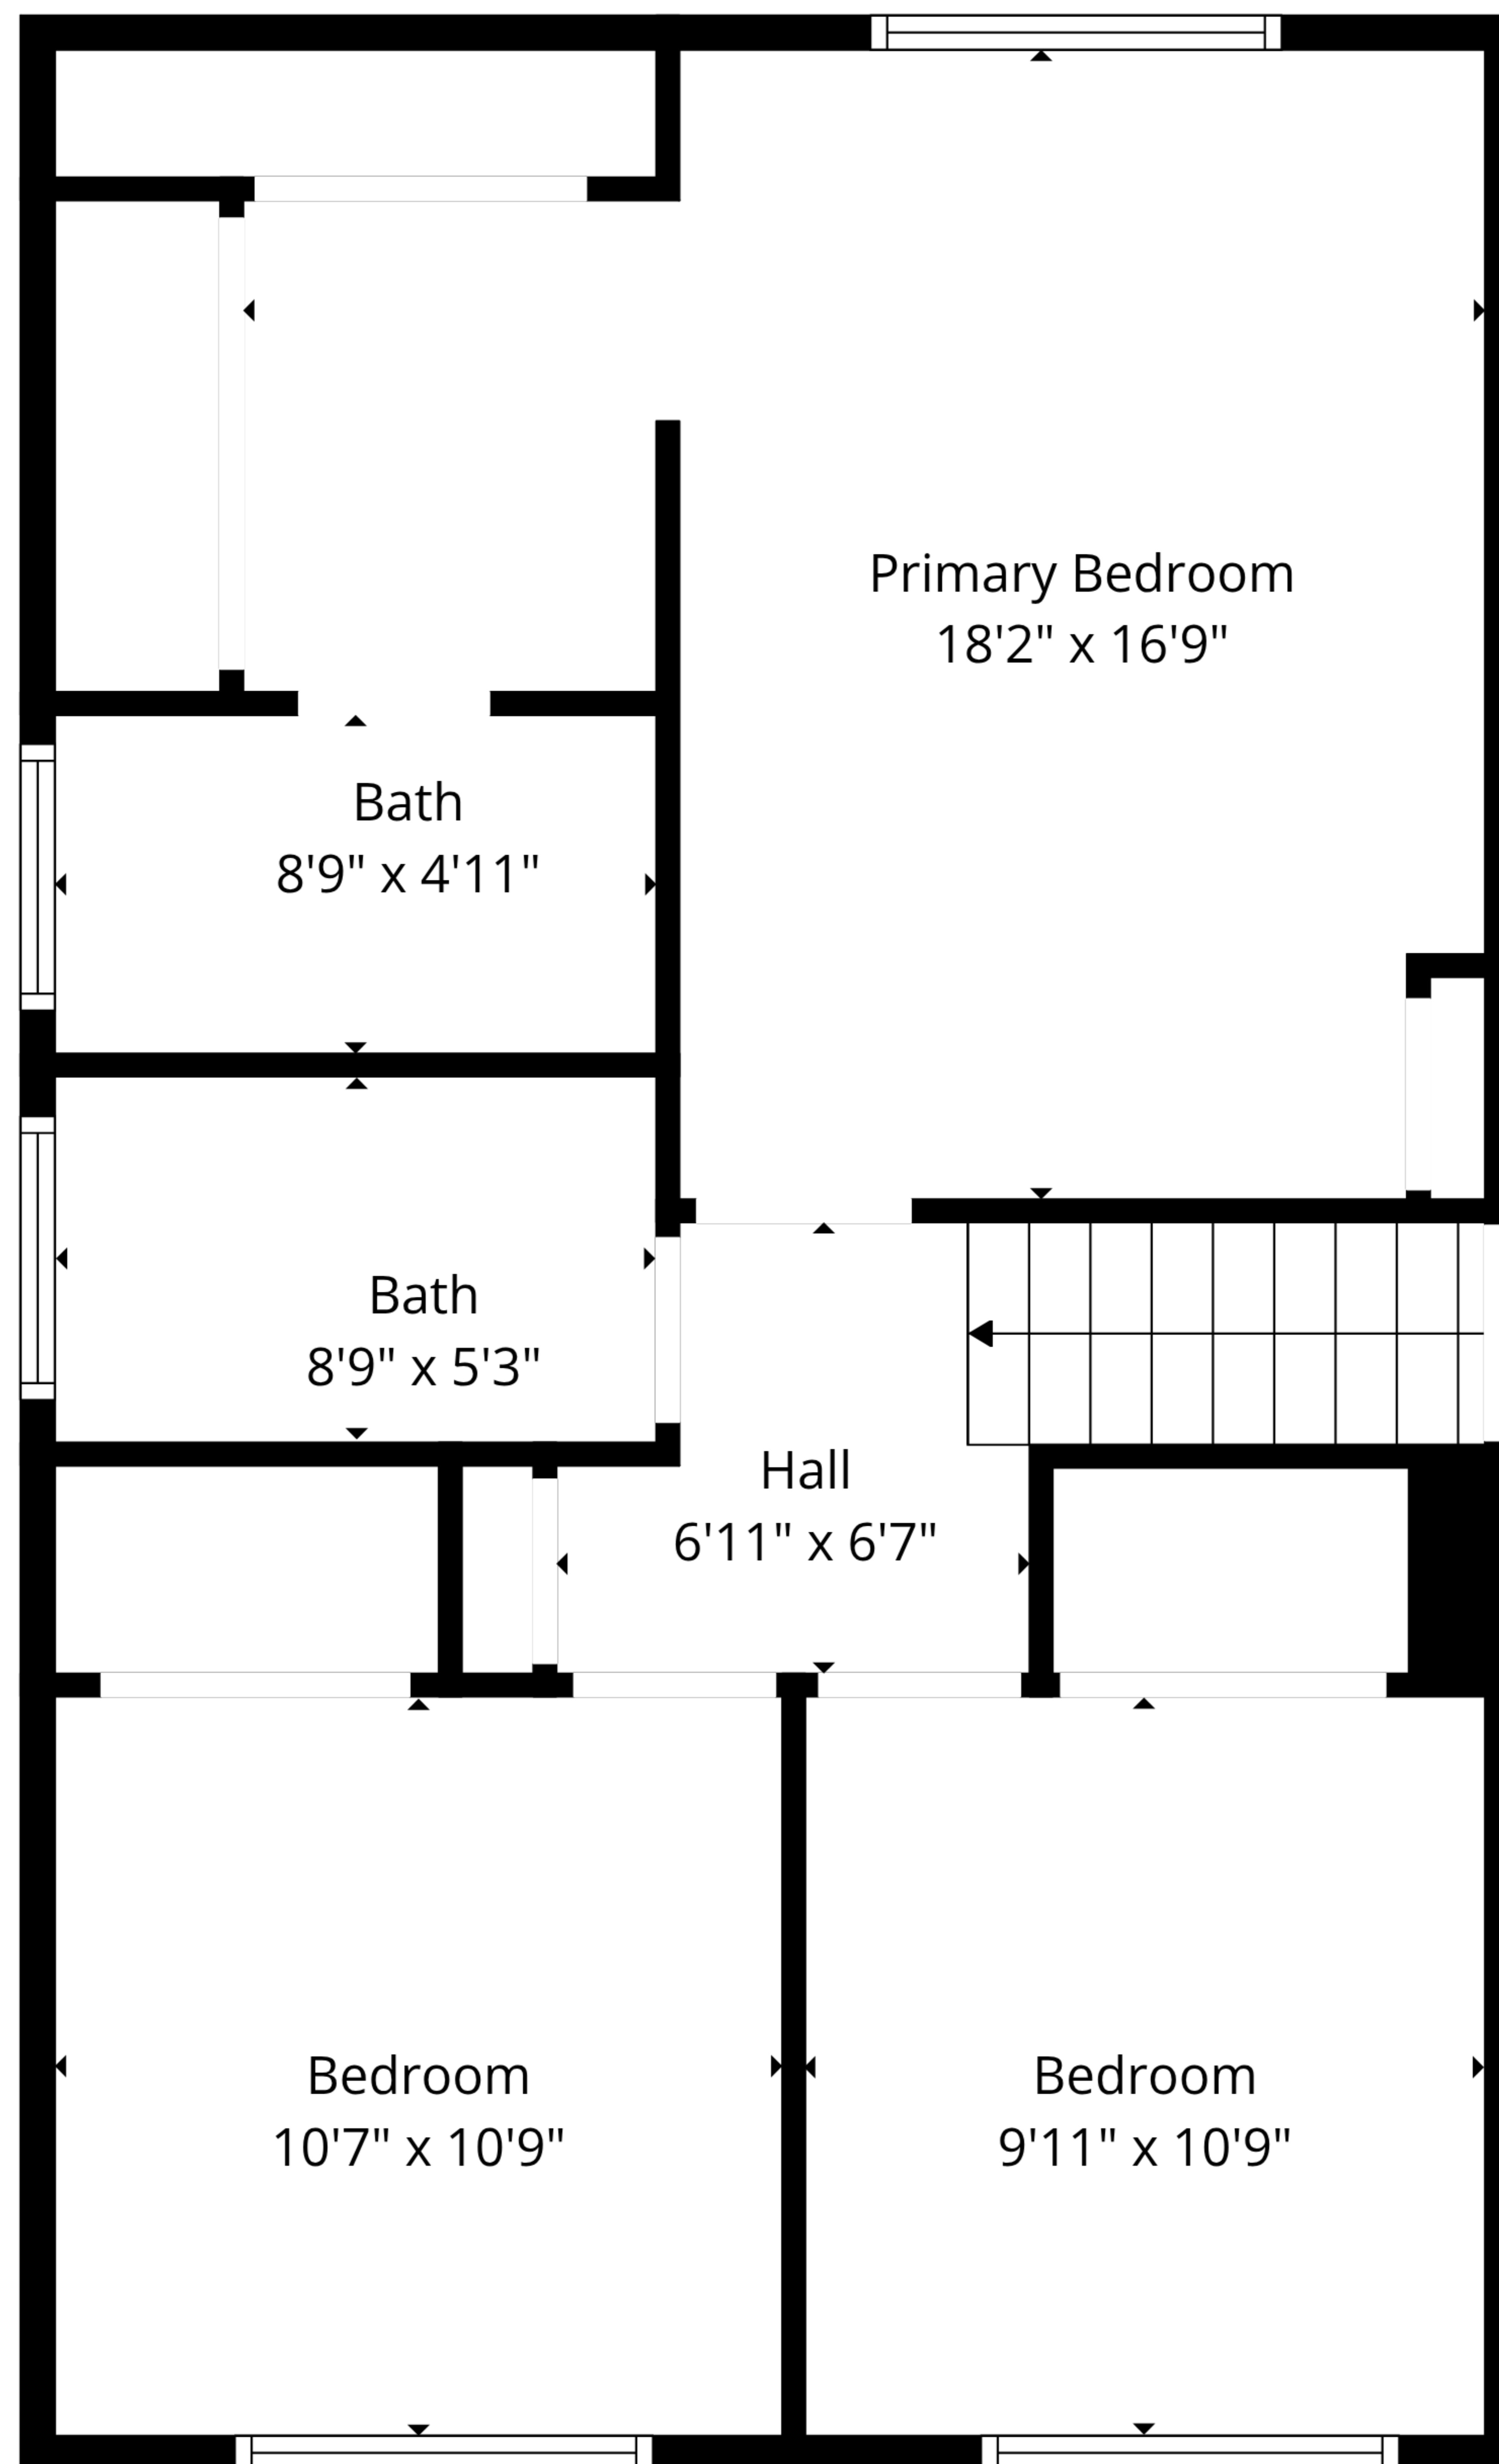 Primary Bedroom
18'2" x 16'9"
Bath
8'9" x 4'11"
Bath
8'9" x 5'3"
Hall
6'11" x 6'7"
Bedroom
10'7" x 10'9"
Bedroom
9'11" x 10'9"